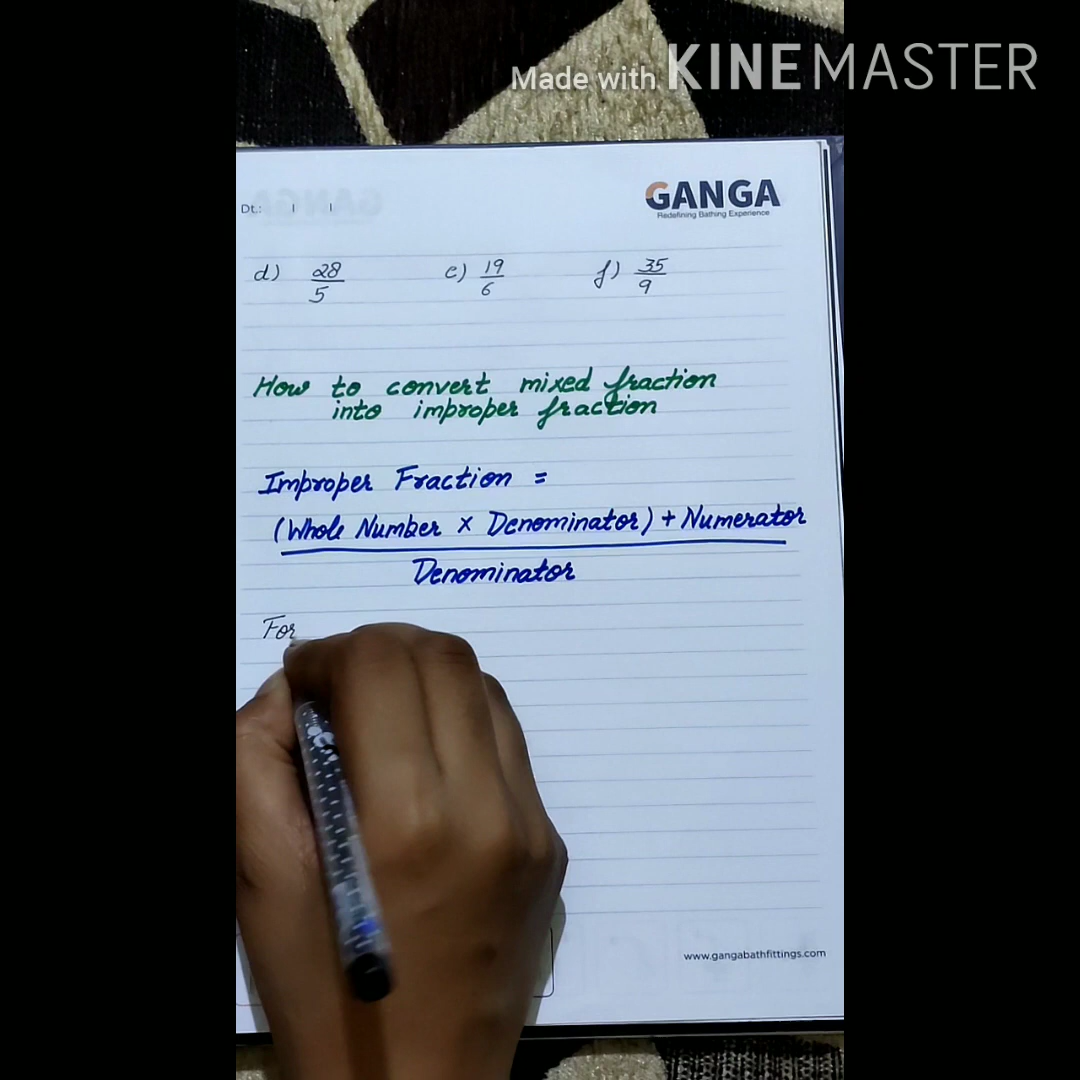 Made with KINEMASTER
GANGA
Redefining Bathing Experience
Dt.:
d) 28/5 e) 19/6 f) 35/9
How to convert mixed fraction
into improper fraction
Improper Fraction =
(Whole Number × Denominator) + Numerator
Denominator
For
www.gangabathfittings.com